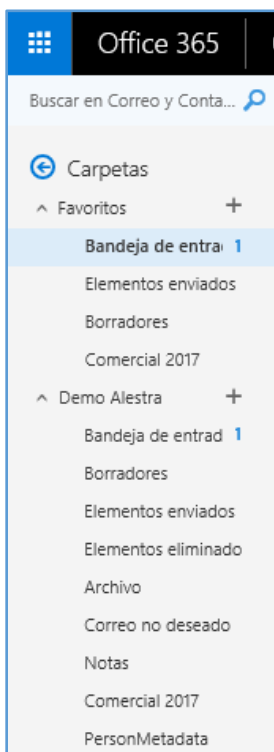 Office 365
Buscar en Correo y Conta...
Carpetas
Favoritos +
Bandeja de entra 1
Elementos enviados
Borradores
Comercial 2017
Demo Alestra +
Bandeja de entrad 1
Borradores
Elementos enviados
Elementos eliminado
Archivo
Correo no deseado
Notas
Comercial 2017
PersonMetadata